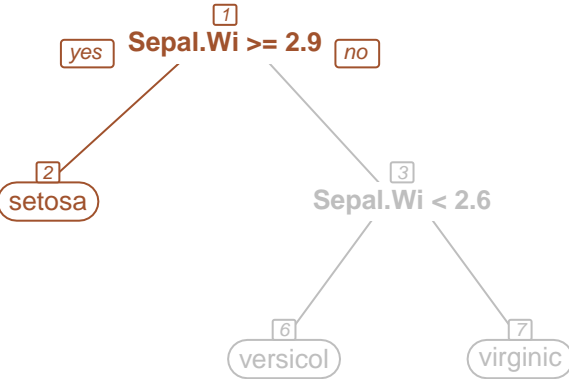 1
yes Sepal.Wi >= 2.9 no
2 3
setosa Sepal.Wi < 2.6
6 7
versicol virginic